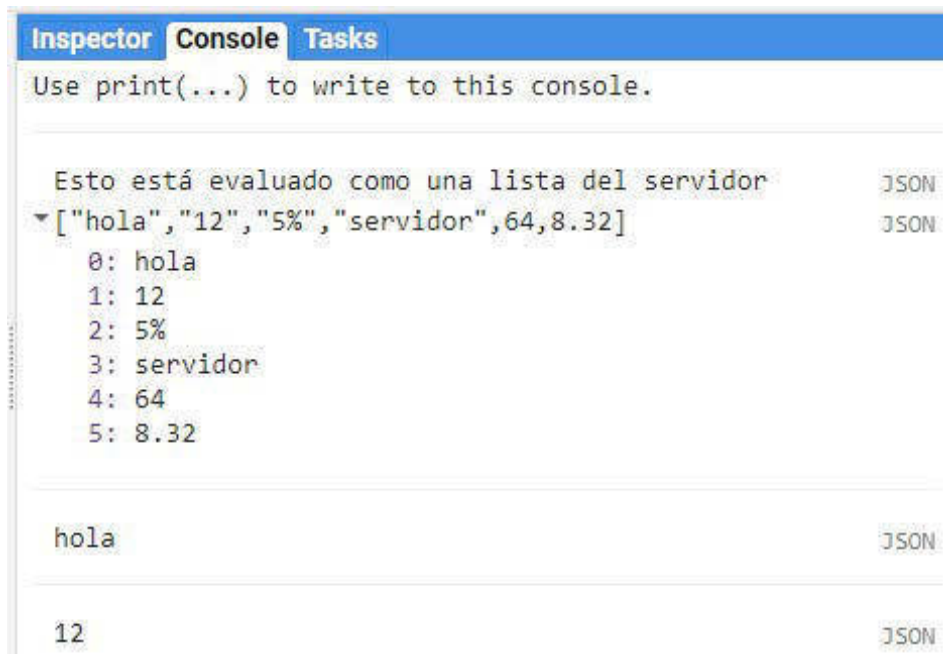 Inspector Console Tasks
Use print(...) to write to this console.
Esto está evaluado como una lista del servidor JSON
["hola","12","5%","servidor",64,8.32] JSON
0: hola
1: 12
2: 5%
3: servidor
4: 64
5: 8.32
hola JSON
12 JSON